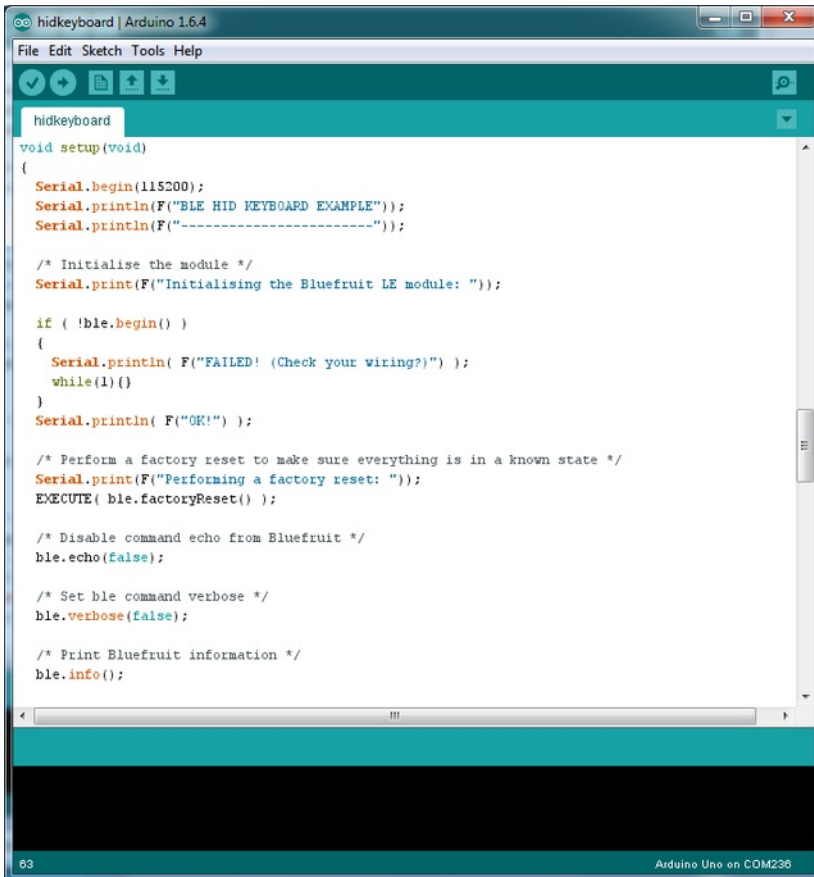 hidkeyboard | Arduino 1.6.4
File Edit Sketch Tools Help
hidkeyboard
void setup(void)
{
  Serial.begin(115200);
  Serial.println(F("BLE HID KEYBOARD EXAMPLE"));
  Serial.println(F("------------------------"));

  /* Initialise the module */
  Serial.print(F("Initialising the Bluefruit LE module: "));

  if ( !ble.begin() )
  {
    Serial.println( F("FAILED! (Check your wiring?)") );
    while(1){}
  }
  Serial.println( F("OK!") );

  /* Perform a factory reset to make sure everything is in a known state */
  Serial.print(F("Performing a factory reset: "));
  EXECUTE( ble.factoryReset() );

  /* Disable command echo from Bluefruit */
  ble.echo(false);

  /* Set ble command verbose */
  ble.verbose(false);

  /* Print Bluefruit information */
  ble.info();
63 Arduino Uno on COM236